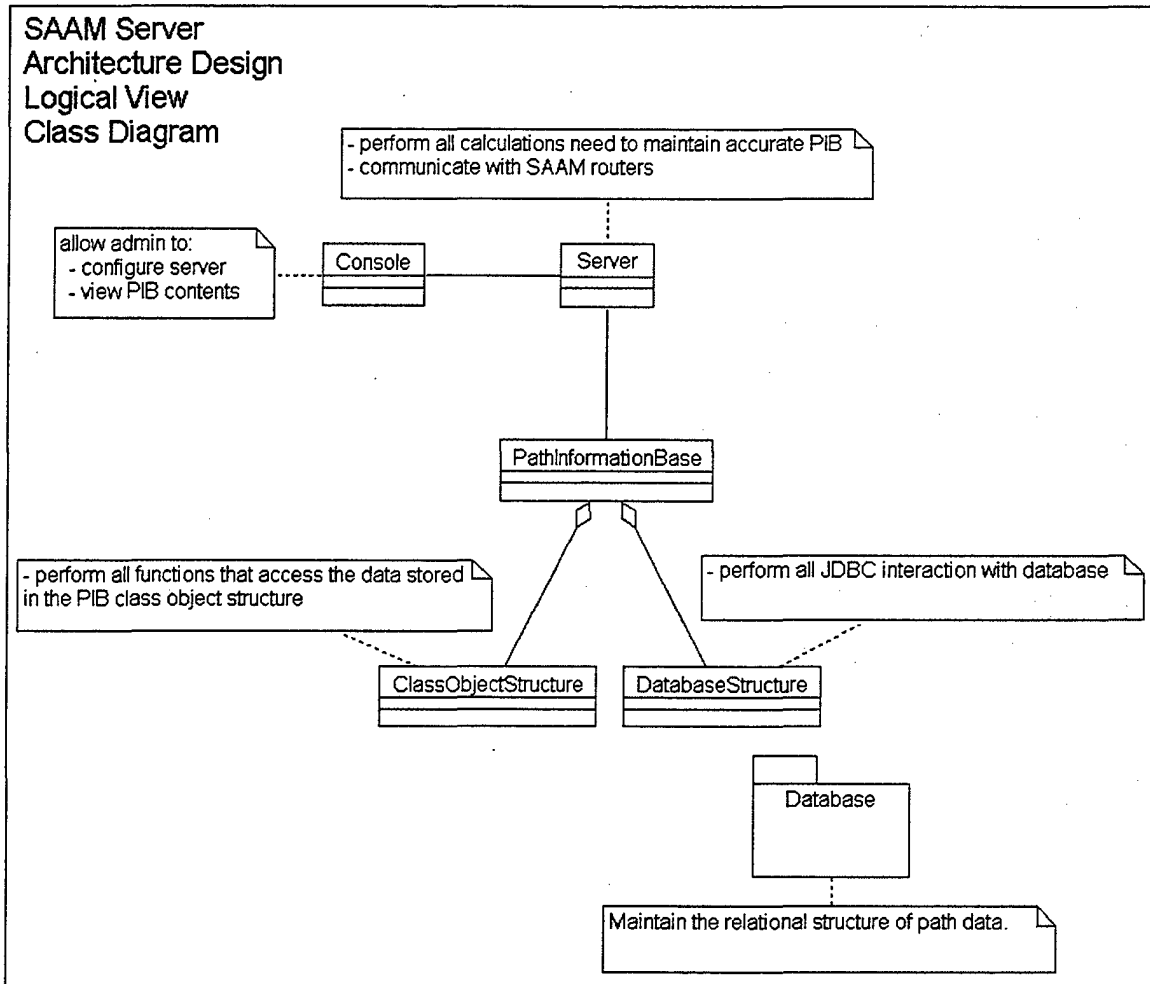 SAAM Server
Architecture Design
Logical View
Class Diagram
- perform all calculations need to maintain accurate PIB
- communicate with SAAM routers
allow admin to:
- configure server
- view PIB contents
Console
Server
PathInformationBase
- perform all functions that access the data stored
in the PIB class object structure
- perform all JDBC interaction with database
ClassObjectStructure
DatabaseStructure
Database
Maintain the relational structure of path data.